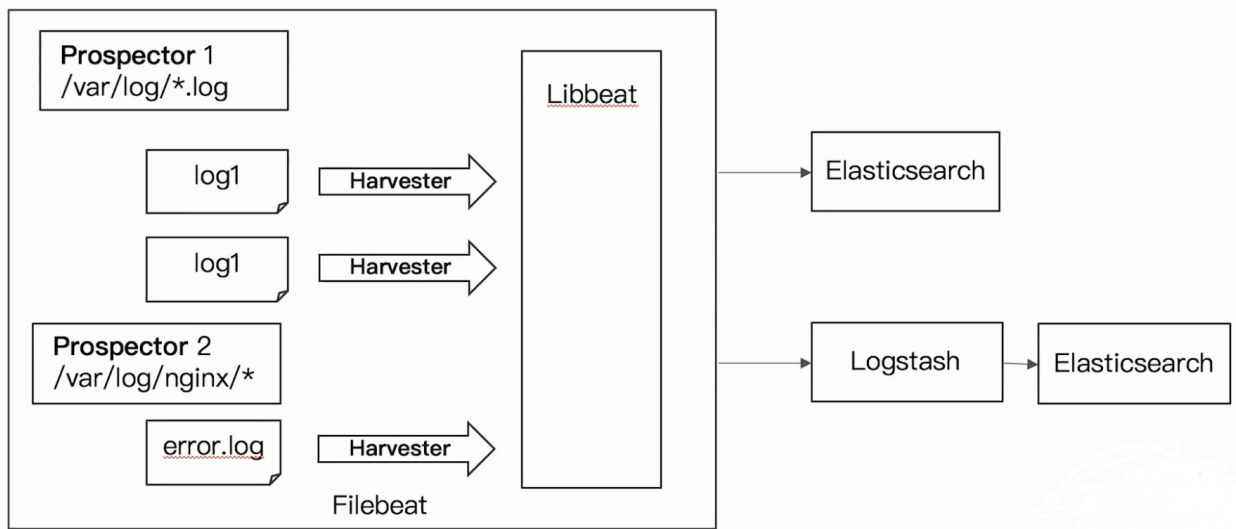 Prospector 1
/var/log/*.log
Libbeat
log1
Harvester
Elasticsearch
log1
Harvester
Prospector 2
/var/log/nginx/*
Logstash
Elasticsearch
error.log
Harvester
Filebeat